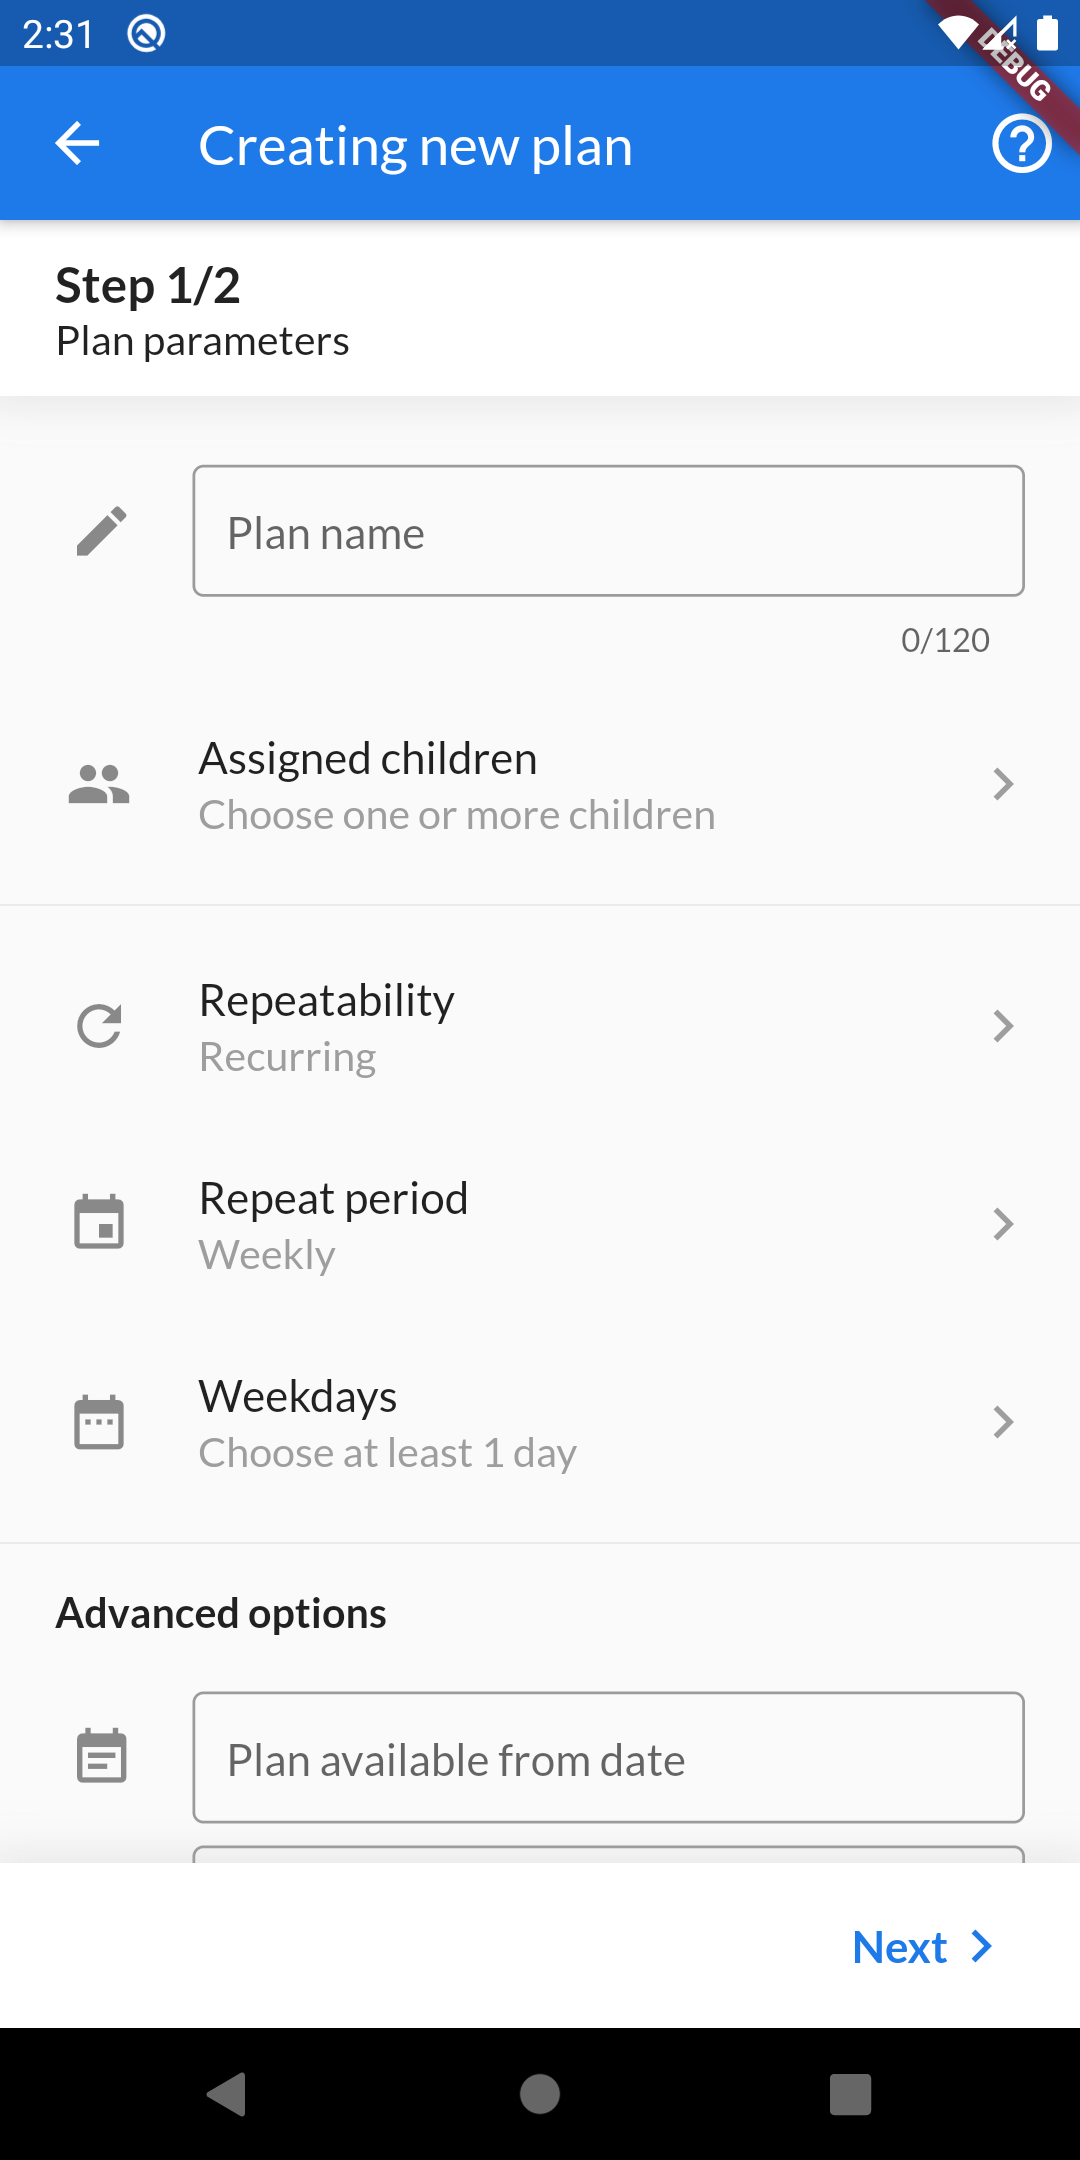 2:31
DEBUG
Creating new plan
Step 1/2
Plan parameters
Plan name
0/120
Assigned children
Choose one or more children
Repeatability
Recurring
Repeat period
Weekly
Weekdays
Choose at least 1 day
Advanced options
Plan available from date
Next